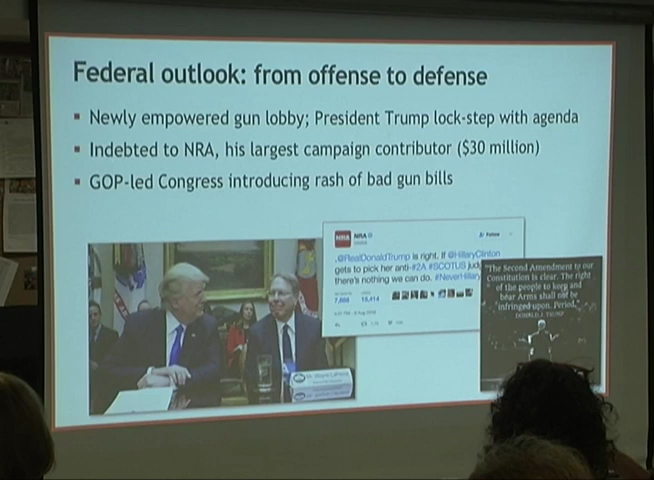 Federal outlook: from offense to defense
▪ Newly empowered gun lobby; President Trump lock-step with agenda
▪ Indebted to NRA, his largest campaign contributor ($30 million)
▪ GOP-led Congress introducing rash of bad gun bills
NRA
NRA
Follow
.@RealDonaldTrump is right. If @HillaryClinton
gets to pick her anti-#2A #SCOTUS jud
there's nothing we can do. #NeverHillary
"The Second Amendment to our
Constitution is clear. The right
of the people to keep and
bear Arms shall not be
infringed upon. Period."
DONALD J. TRUMP